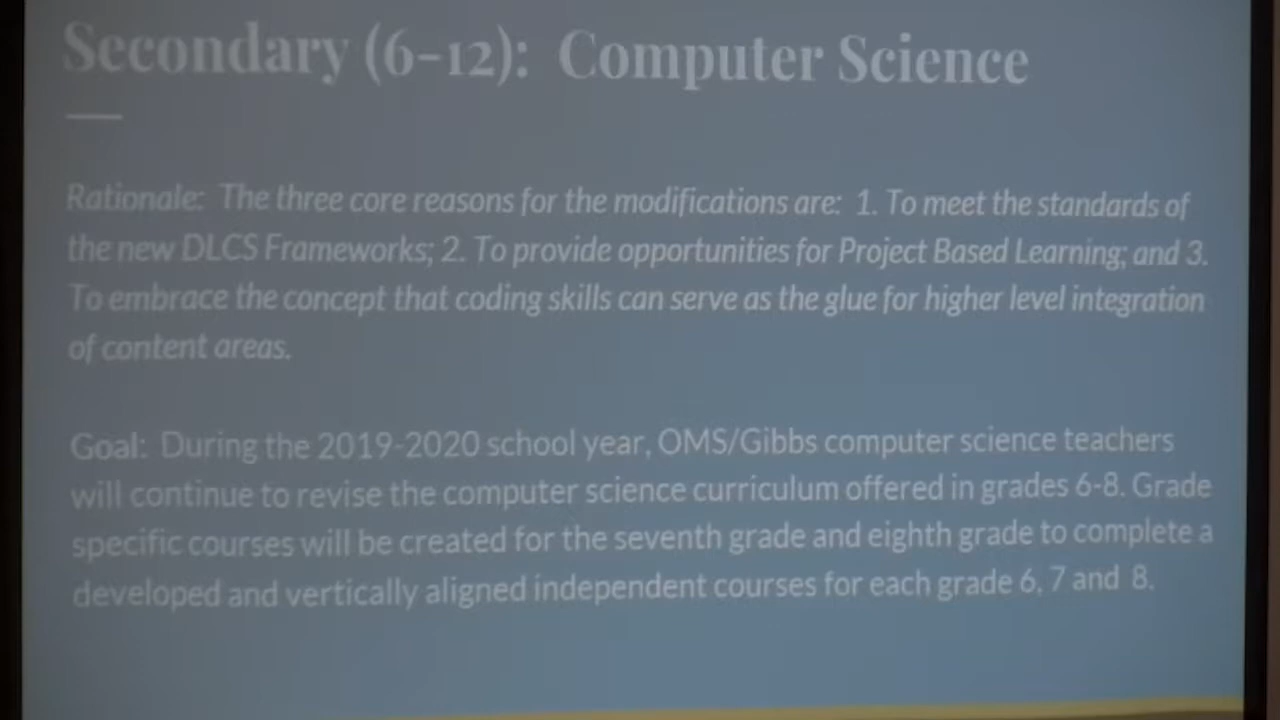 Secondary (6-12): Computer Science
Rationale: The three core reasons for the modifications are: 1. To meet the standards of
the new DLCS Frameworks; 2. To provide opportunities for Project Based Learning; and 3.
To embrace the concept that coding skills can serve as the glue for higher level integration
of content areas.
Goal: During the 2019-2020 school year, OMS/Gibbs computer science teachers
will continue to revise the computer science curriculum offered in grades 6-8. Grade
specific courses will be created for the seventh grade and eighth grade to complete a
developed and vertically aligned independent courses for each grade 6, 7 and 8.